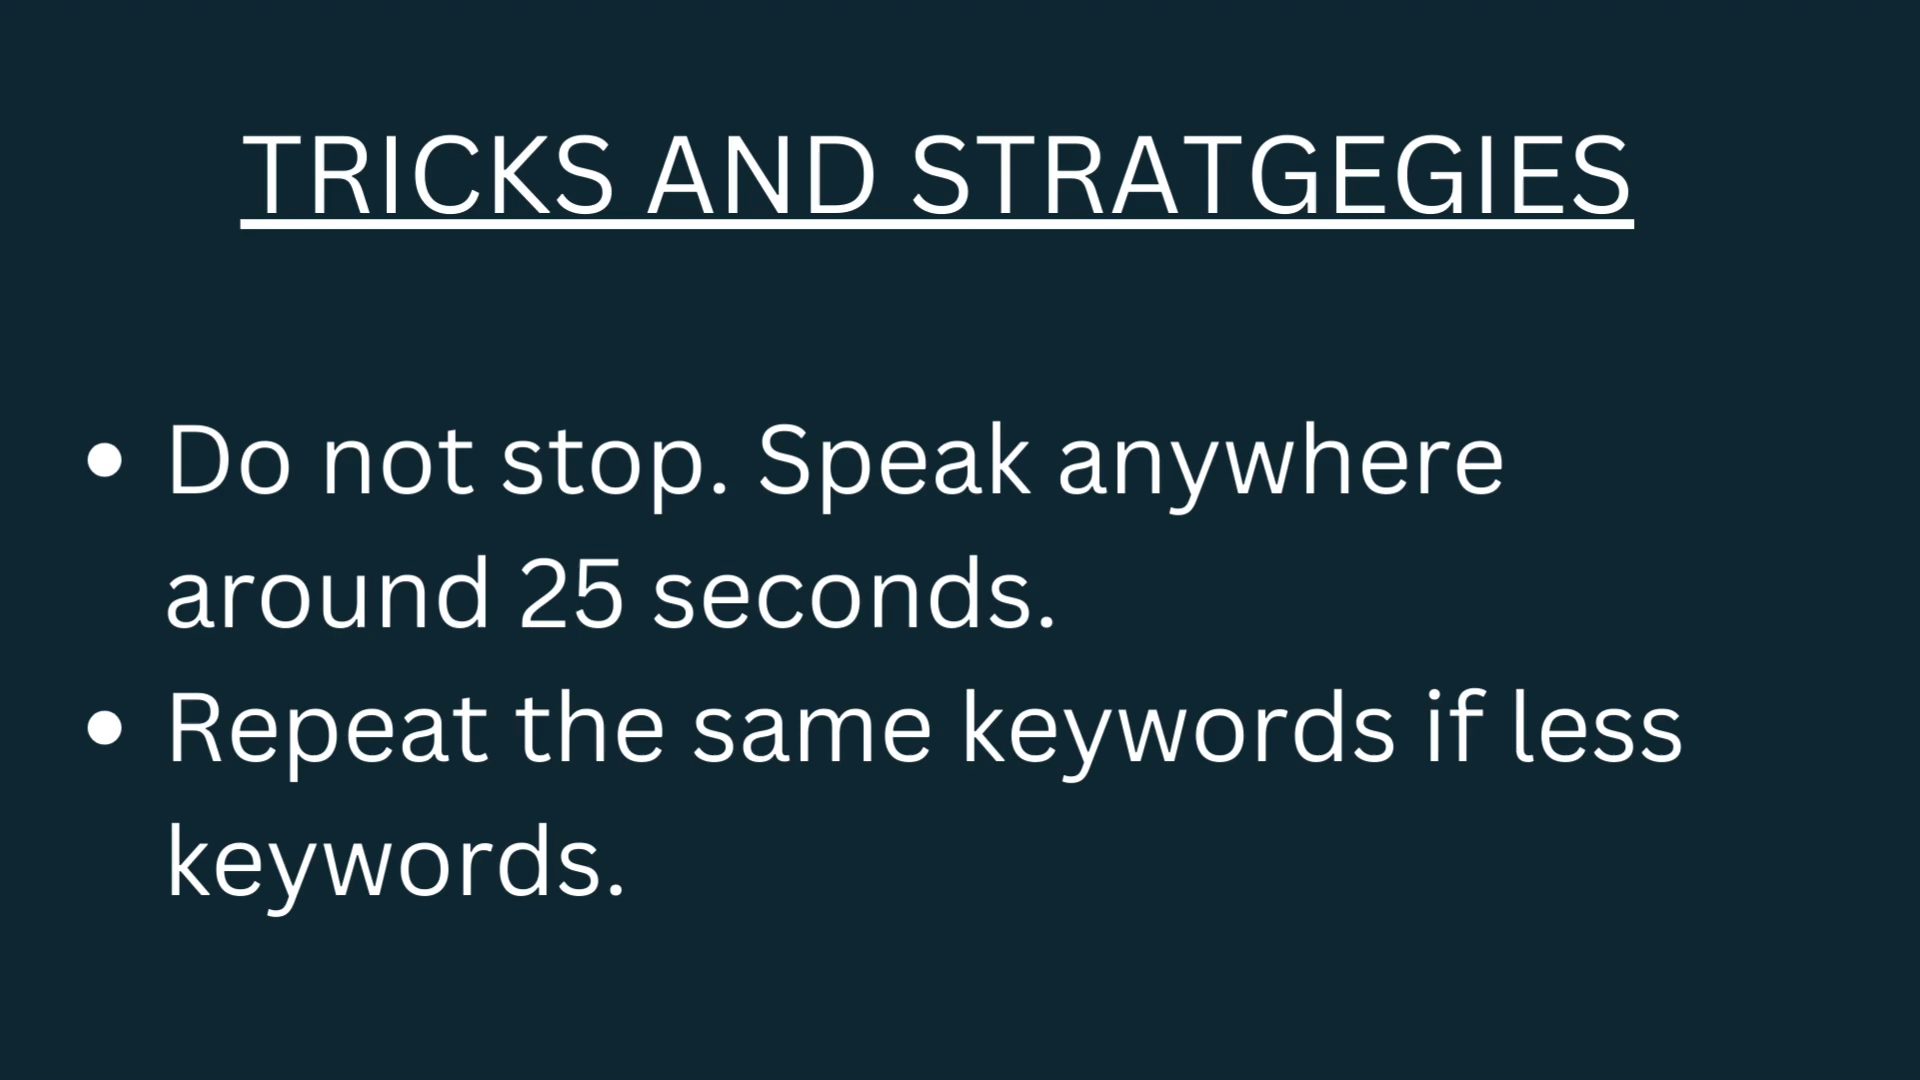 TRICKS AND STRATGEGIES
• Do not stop. Speak anywhere
around 25 seconds.
• Repeat the same keywords if less
keywords.